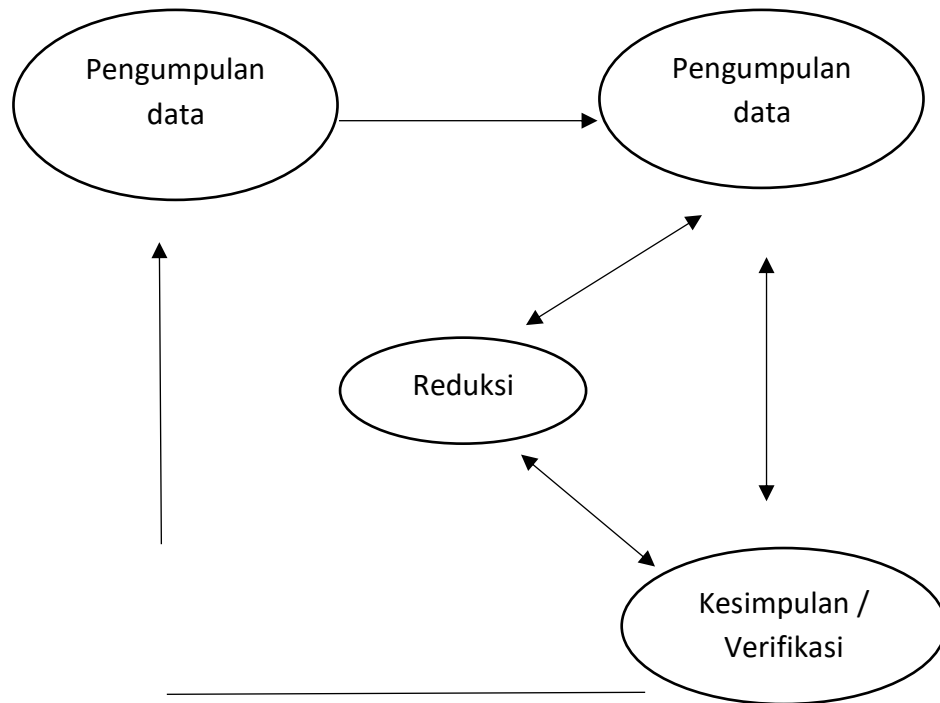 Pengumpulan
data
Pengumpulan
data
Reduksi
Kesimpulan /
Verifikasi